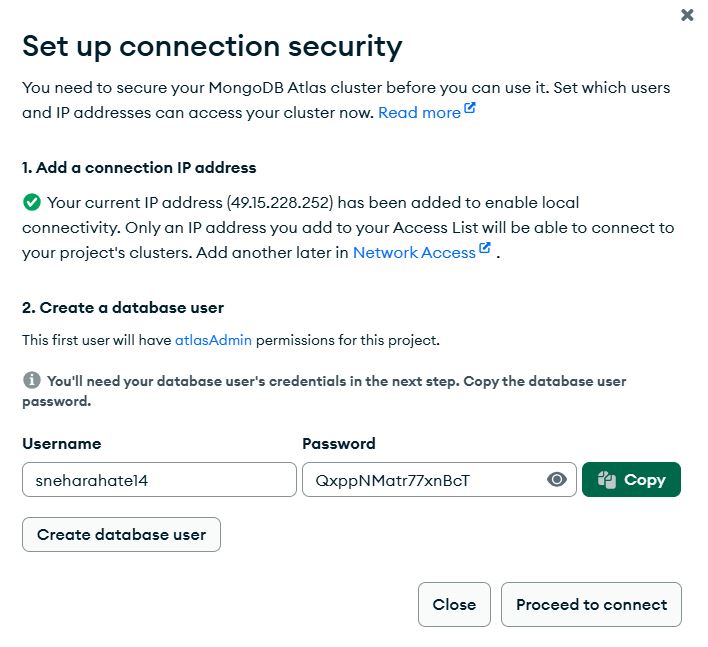 Set up connection security
You need to secure your MongoDB Atlas cluster before you can use it. Set which users
and IP addresses can access your cluster now. Read more
1. Add a connection IP address
Your current IP address (49.15.228.252) has been added to enable local
connectivity. Only an IP address you add to your Access List will be able to connect to
your project's clusters. Add another later in Network Access .
2. Create a database user
This first user will have atlasAdmin permissions for this project.
You'll need your database user's credentials in the next step. Copy the database user
password.
Username Password
sneharahate14 QxppNMatr77xnBcT Copy
Create database user
Close Proceed to connect